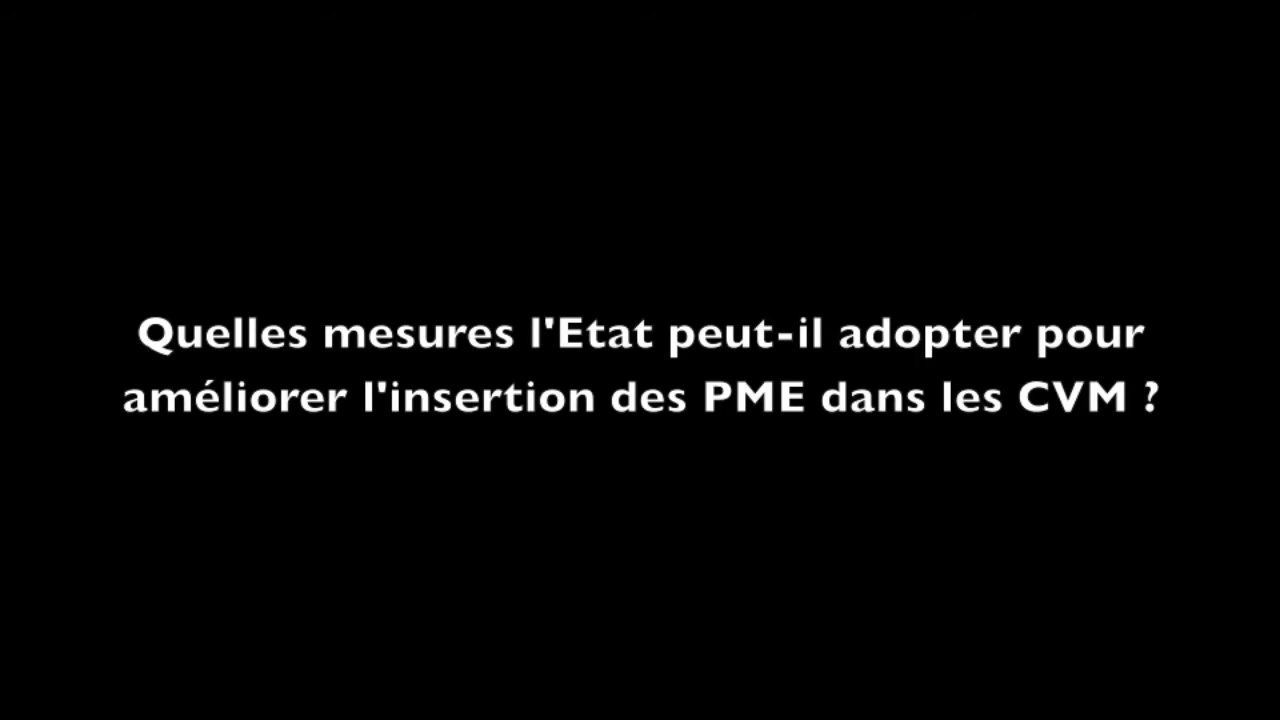 Quelles mesures l'Etat peut-il adopter pour
améliorer l'insertion des PME dans les CVM ?